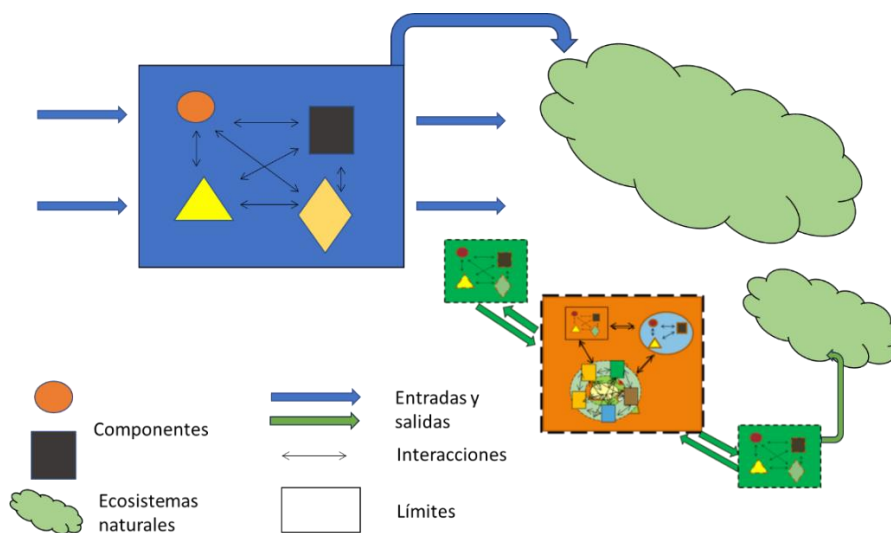 Componentes
Entradas y
salidas
Interacciones
Ecosistemas
naturales
Límites